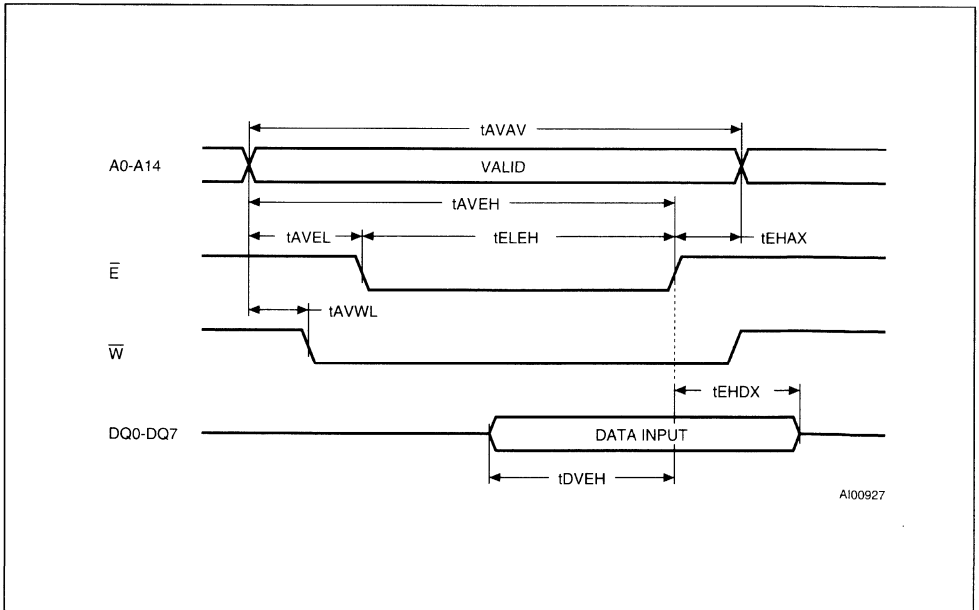 tAVAV
A0-A14
VALID
tAVEH
tAVEL
tELEH
tEHAX
E
tAVWL
W
tEHDX
DQ0-DQ7
DATA INPUT
tDVEH
AI00927